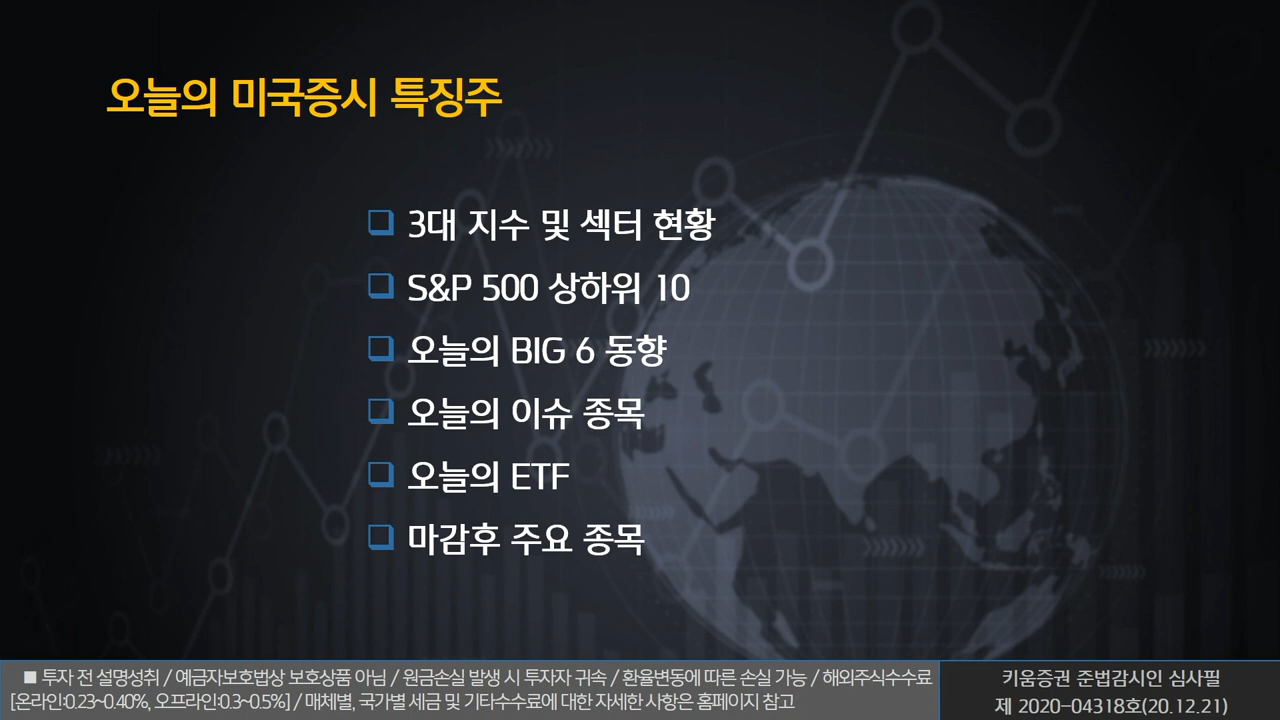 오늘의 미국증시 특징주
❑ 3대 지수 및 섹터 현황
❑ S&P 500 상하위 10
❑ 오늘의 BIG 6 동향
❑ 오늘의 이슈 종목
❑ 오늘의 ETF
❑ 마감후 주요 종목
■ 투자 전 설명성취 / 예금자보호법상 보호상품 아님 / 원금손실 발생 시 투자자 귀속 / 환율변동에 따른 손실 가능 / 해외주식수수료
[온라인:0.23~0.40%, 오프라인:0.3~0.5%] / 매체별, 국가별 세금 및 기타수수료에 대한 자세한 사항은 홈페이지 참고
키움증권 준법감시인 심사필
제 2020-04318호(20.12.21)